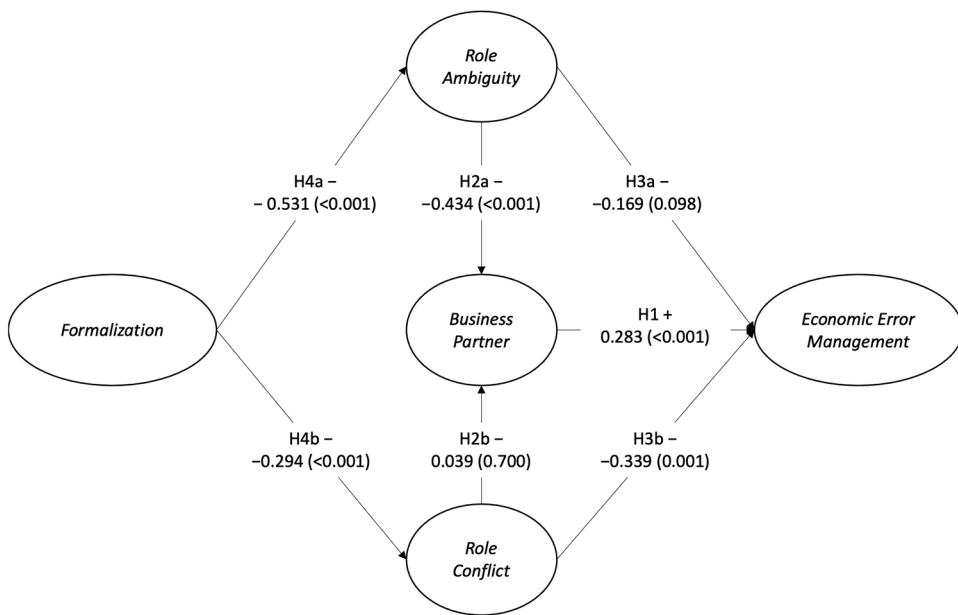 Role
Ambiguity
H4a –
– 0.531 (<0.001)
H2a –
–0.434 (<0.001)
H3a –
–0.169 (0.098)
Formalization
Business
Partner
H1 +
0.283 (<0.001)
Economic Error
Management
H4b –
–0.294 (<0.001)
H2b –
0.039 (0.700)
H3b –
–0.339 (0.001)
Role
Conflict